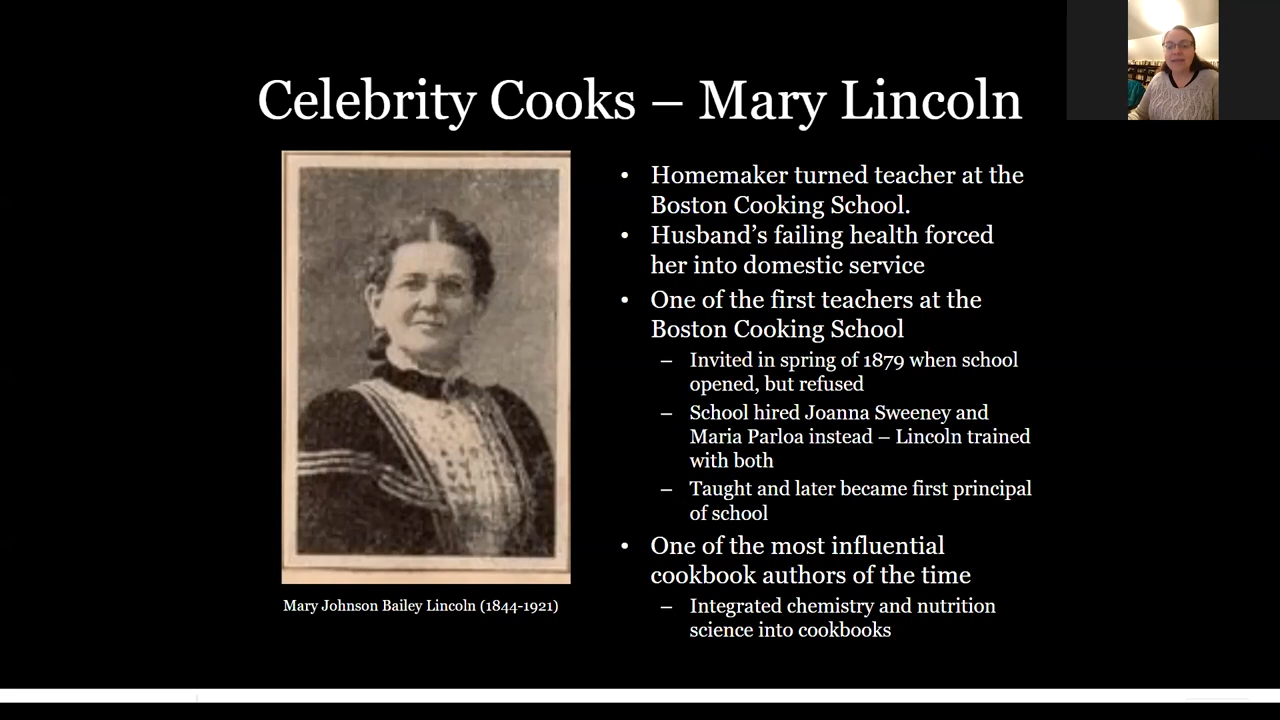 Celebrity Cooks – Mary Lincoln
• Homemaker turned teacher at the
Boston Cooking School.
• Husband’s failing health forced
her into domestic service
• One of the first teachers at the
Boston Cooking School
– Invited in spring of 1879 when school
opened, but refused
– School hired Joanna Sweeney and
Maria Parloa instead – Lincoln trained
with both
– Taught and later became first principal
of school
• One of the most influential
cookbook authors of the time
– Integrated chemistry and nutrition
science into cookbooks
Mary Johnson Bailey Lincoln (1844-1921)